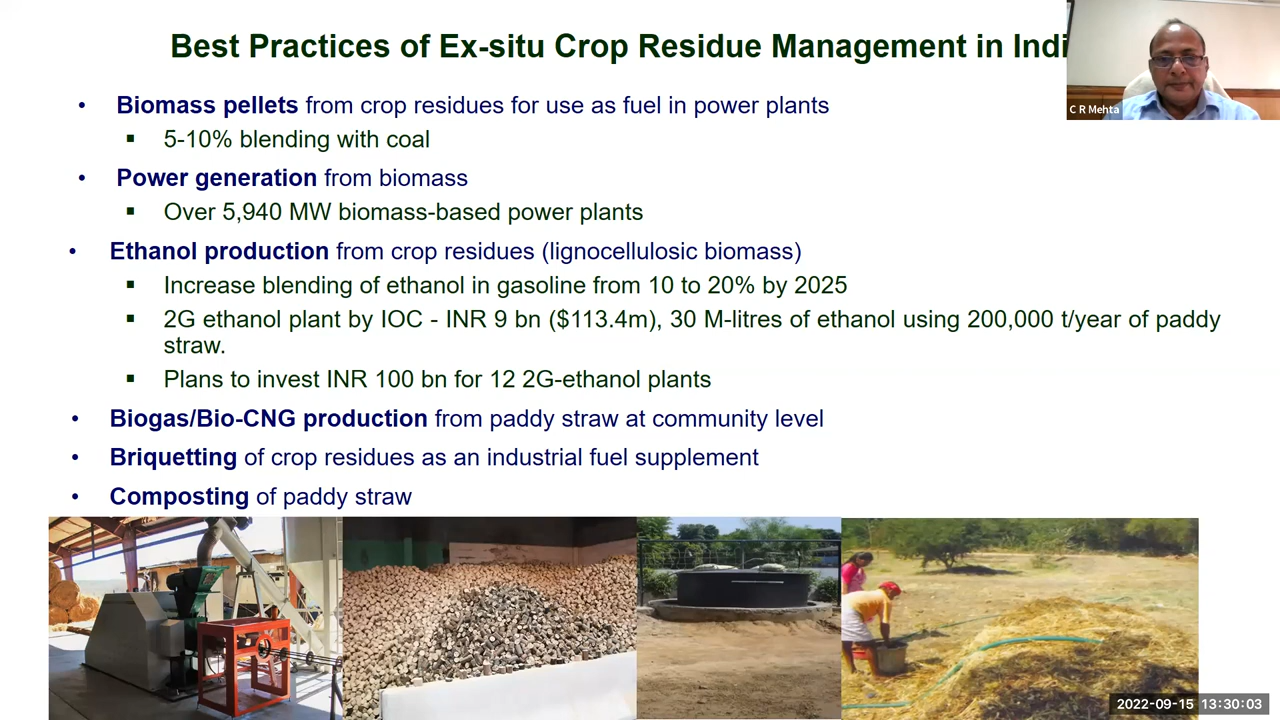 Best Practices of Ex-situ Crop Residue Management in Indi
C R Mehta
• Biomass pellets from crop residues for use as fuel in power plants
▪ 5-10% blending with coal
• Power generation from biomass
▪ Over 5,940 MW biomass-based power plants
• Ethanol production from crop residues (lignocellulosic biomass)
▪ Increase blending of ethanol in gasoline from 10 to 20% by 2025
▪ 2G ethanol plant by IOC - INR 9 bn ($113.4m), 30 M-litres of ethanol using 200,000 t/year of paddy
straw.
▪ Plans to invest INR 100 bn for 12 2G-ethanol plants
• Biogas/Bio-CNG production from paddy straw at community level
• Briquetting of crop residues as an industrial fuel supplement
• Composting of paddy straw
2022-09-15 13:30:03